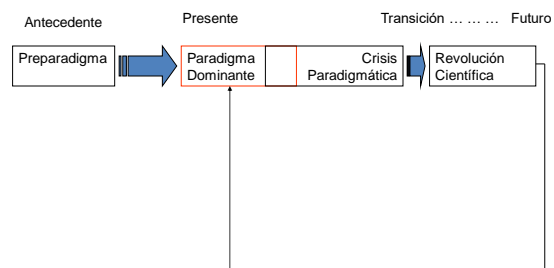 Antecedente
Presente
Transición ... ... ... Futuro
Preparadigma
Paradigma
Dominante
Crisis
Paradigmática
Revolución
Científica